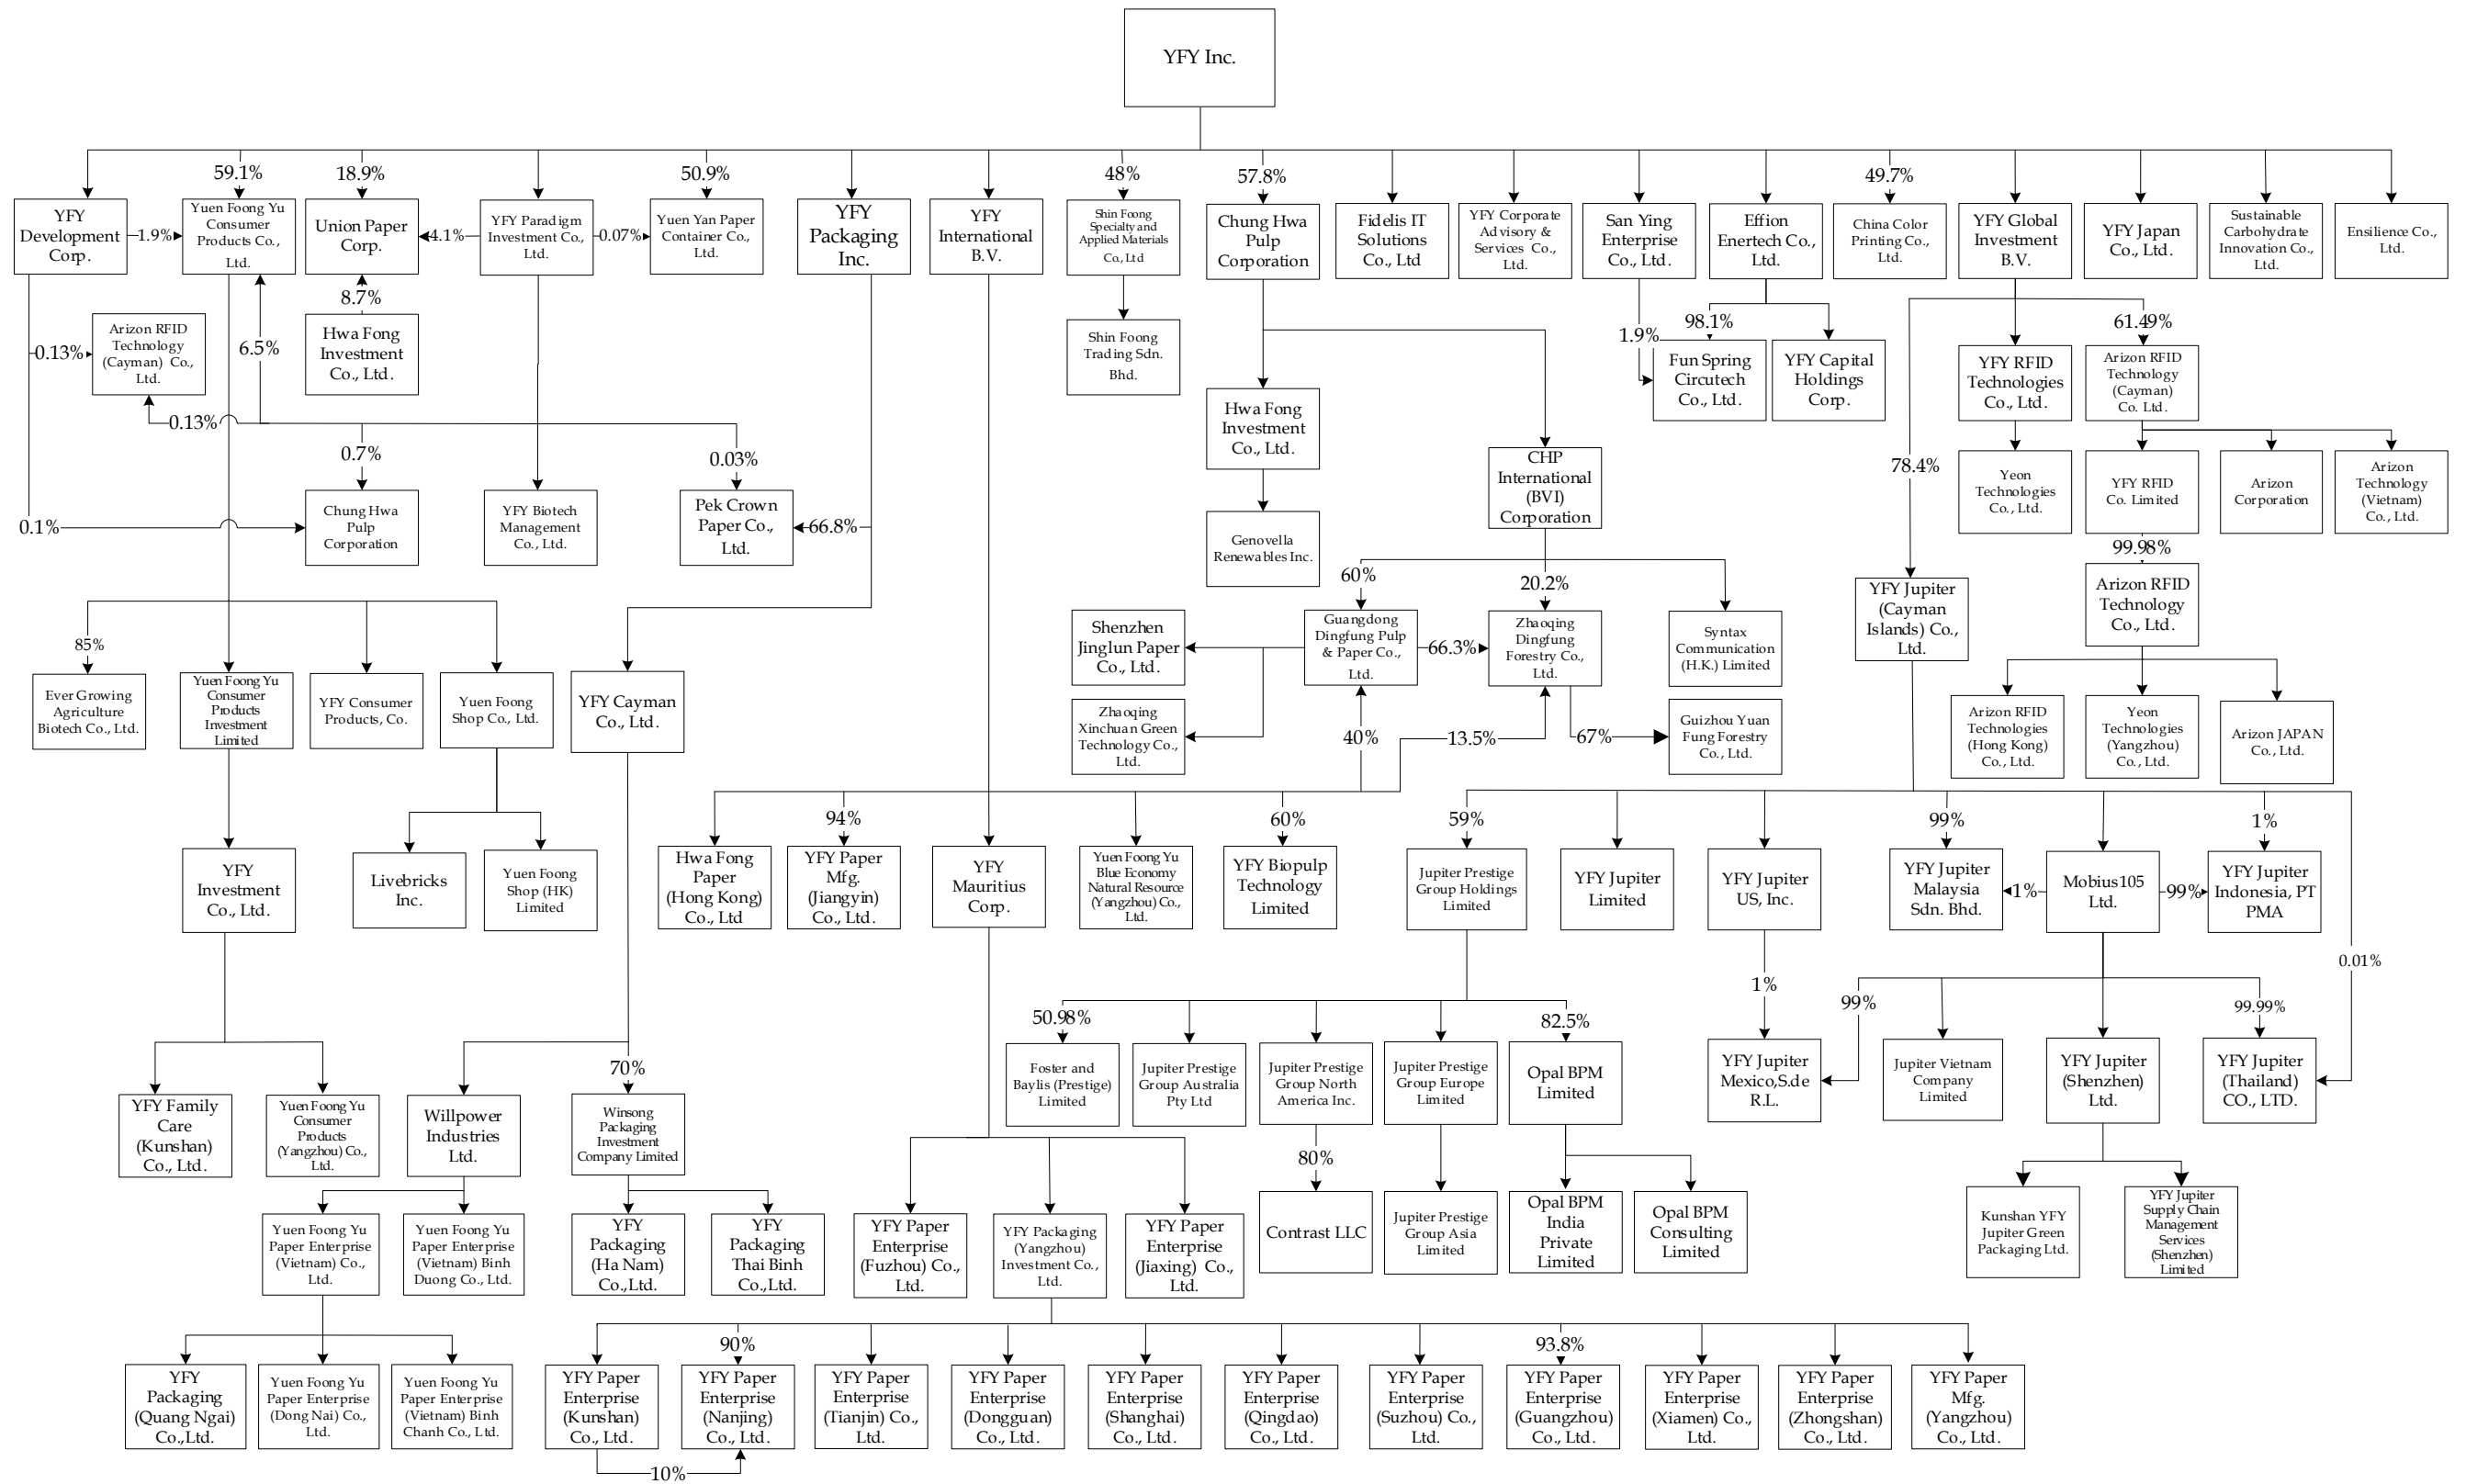 YFY Inc.
59.1%
18.9%
50.9%
48%
57.8%
49.7%
YFY
Development
Corp.
1.9%
Yuen Foong Yu
Consumer
Products Co.,
Ltd.
Union Paper
Corp.
4.1%
YFY Paradigm
Investment Co.,
Ltd.
0.07%
Yuen Yan Paper
Container Co.,
Ltd.
YFY
Packaging
Inc.
YFY
International
B.V.
Shin Foong
Specialty and
Applied Materials
Co., Ltd
Chung Hwa
Pulp
Corporation
Fidelis IT
Solutions
Co., Ltd
YFY Corporate
Advisory &
Services Co.,
Ltd.
San Ying
Enterprise
Co., Ltd.
Effion
Enertech Co.,
Ltd.
China Color
Printing Co.,
Ltd.
YFY Global
Investment
B.V.
YFY Japan
Co., Ltd.
Sustainable
Carbohydrate
Innovation Co.,
Ltd.
Ensilience Co.,
Ltd.
8.7%
0.13%
Arizon RFID
Technology
(Cayman) Co.,
Ltd.
6.5%
Hwa Fong
Investment
Co., Ltd.
Shin Foong
Trading Sdn.
Bhd.
1.9%
98.1%
61.49%
Fun Spring
Circutech
Co., Ltd.
YFY Capital
Holdings
Corp.
YFY RFID
Technologies
Co., Ltd.
Arizon RFID
Technology
(Cayman)
Co. Ltd.
0.13%
0.7%
0.03%
Hwa Fong
Investment
Co., Ltd.
CHP
International
(BVI)
Corporation
78.4%
Yeon
Technologies
Co., Ltd.
YFY RFID
Co. Limited
Arizon
Corporation
Arizon
Technology
(Vietnam)
Co., Ltd.
0.1%
Chung Hwa
Pulp
Corporation
YFY Biotech
Management
Co., Ltd.
Pek Crown
Paper Co.,
Ltd.
66.8%
Genovella
Renewables Inc.
99.98%
60%
20.2%
YFY Jupiter
(Cayman
Islands) Co.,
Ltd.
Arizon RFID
Technology
Co., Ltd.
85%
Shenzhen
Jinglun Paper
Co., Ltd.
Guangdong
Dingfung Pulp
& Paper Co.,
Ltd.
66.3%
Zhaoqing
Dingfung
Forestry Co.,
Ltd.
Syntax
Communication
(H.K.) Limited
Ever Growing
Agriculture
Biotech Co., Ltd.
Yuen Foong Yu
Consumer
Products
Investment
Limited
YFY Consumer
Products, Co.
Yuen Foong
Shop Co., Ltd.
YFY Cayman
Co., Ltd.
Zhaoqing
Xinchuan Green
Technology Co.,
Ltd.
40%
13.5%
67%
Guizhou Yuan
Fung Forestry
Co., Ltd.
Arizon RFID
Technologies
(Hong Kong)
Co., Ltd.
Yeon
Technologies
(Yangzhou)
Co., Ltd.
Arizon JAPAN
Co., Ltd.
94%
60%
59%
99%
1%
YFY
Investment
Co., Ltd.
Livebricks
Inc.
Yuen Foong
Shop (HK)
Limited
Hwa Fong
Paper
(Hong Kong)
Co., Ltd
YFY Paper
Mfg.
(Jiangyin)
Co., Ltd.
YFY
Mauritius
Corp.
Yuen Foong Yu
Blue Economy
Natural Resource
(Yangzhou) Co.,
Ltd.
YFY Biopulp
Technology
Limited
Jupiter Prestige
Group Holdings
Limited
YFY Jupiter
Limited
YFY Jupiter
US, Inc.
YFY Jupiter
Malaysia
Sdn. Bhd.
1%
Mobius105
Ltd.
99%
YFY Jupiter
Indonesia, PT
PMA
0.01%
50.98%
82.5%
1%
99%
99.99%
70%
Foster and
Baylis (Prestige)
Limited
Jupiter Prestige
Group Australia
Pty Ltd
Jupiter Prestige
Group North
America Inc.
Jupiter Prestige
Group Europe
Limited
Opal BPM
Limited
YFY Jupiter
Mexico,S.de
R.L.
Jupiter Vietnam
Company
Limited
YFY Jupiter
(Shenzhen)
Ltd.
YFY Jupiter
(Thailand)
CO., LTD.
YFY Family
Care
(Kunshan)
Co., Ltd.
Yuen Foong Yu
Consumer
Products
(Yangzhou) Co.,
Ltd.
Willpower
Industries
Ltd.
Winsong
Packaging
Investment
Company Limited
80%
Contrast LLC
Jupiter Prestige
Group Asia
Limited
Opal BPM
India
Private
Limited
Opal BPM
Consulting
Limited
Kunshan YFY
Jupiter Green
Packaging Ltd.
YFY Jupiter
Supply Chain
Management
Services
(Shenzhen)
Limited
Yuen Foong Yu
Paper Enterprise
(Vietnam) Co.,
Ltd.
Yuen Foong Yu
Paper Enterprise
(Vietnam) Binh
Duong Co., Ltd.
YFY
Packaging
(Ha Nam)
Co.,Ltd.
YFY
Packaging
Thai Binh
Co.,Ltd.
YFY Paper
Enterprise
(Fuzhou) Co.,
Ltd.
YFY Packaging
(Yangzhou)
Investment Co.,
Ltd.
YFY Paper
Enterprise
(Jiaxing) Co.,
Ltd.
90%
93.8%
YFY
Packaging
(Quang Ngai)
Co.,Ltd.
Yuen Foong Yu
Paper Enterprise
(Dong Nai) Co.,
Ltd.
Yuen Foong Yu
Paper Enterprise
(Vietnam) Binh
Chanh Co., Ltd.
YFY Paper
Enterprise
(Kunshan)
Co., Ltd.
YFY Paper
Enterprise
(Nanjing)
Co., Ltd.
YFY Paper
Enterprise
(Tianjin) Co.,
Ltd.
YFY Paper
Enterprise
(Dongguan)
Co., Ltd.
YFY Paper
Enterprise
(Shanghai)
Co., Ltd.
YFY Paper
Enterprise
(Qingdao)
Co., Ltd.
YFY Paper
Enterprise
(Suzhou) Co.,
Ltd.
YFY Paper
Enterprise
(Guangzhou)
Co., Ltd.
YFY Paper
Enterprise
(Xiamen) Co.,
Ltd.
YFY Paper
Enterprise
(Zhongshan)
Co., Ltd.
YFY Paper
Mfg.
(Yangzhou)
Co., Ltd.
10%